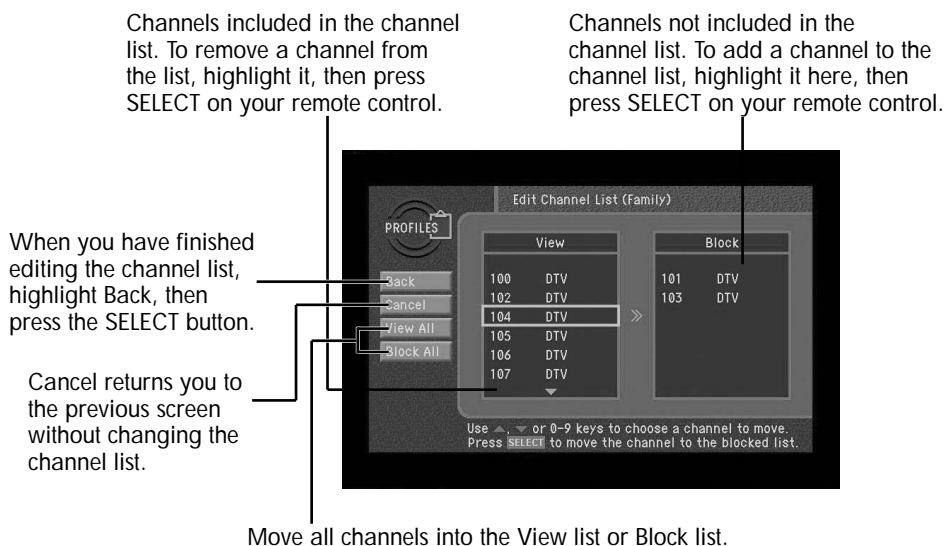 Channels included in the channel
list. To remove a channel from
the list, highlight it, then press
SELECT on your remote control.
Channels not included in the
channel list. To add a channel to the
channel list, highlight it here, then
press SELECT on your remote control.
When you have finished
editing the channel list,
highlight Back, then
press the SELECT button.
Cancel returns you to
the previous screen
without changing the
channel list.
PROFILES
Edit Channel List (Family)
Back
Cancel
View All
Block All
View
100 DTV
102 DTV
104 DTV
105 DTV
106 DTV
107 DTV
Block
101 DTV
103 DTV
Use ▲, ▼ or 0-9 keys to choose a channel to move.
Press SELECT to move the channel to the blocked list.
Move all channels into the View list or Block list.